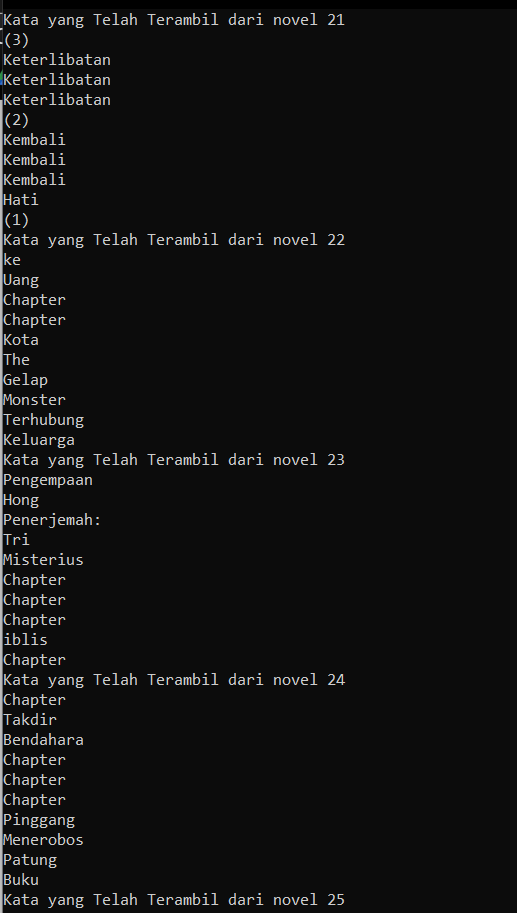 Kata yang Telah Terambil dari novel 21
(3)
Keterlibatan
Keterlibatan
Keterlibatan
(2)
Kembali
Kembali
Kembali
Hati
(1)
Kata yang Telah Terambil dari novel 22
ke
Uang
Chapter
Chapter
Kota
The
Gelap
Monster
Terhubung
Keluarga
Kata yang Telah Terambil dari novel 23
Pengempaan
Hong
Penerjemah:
Tri
Misterius
Chapter
Chapter
Chapter
iblis
Chapter
Kata yang Telah Terambil dari novel 24
Chapter
Takdir
Bendahara
Chapter
Chapter
Chapter
Pinggang
Menerobos
Patung
Buku
Kata yang Telah Terambil dari novel 25